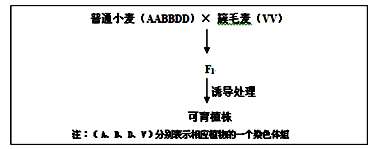 普通小麦（AABBDD）× 簇毛麦（VV）
F₁
诱导处理
可育植株
注：（A、B、D、V）分别表示相应植物的一个染色体组